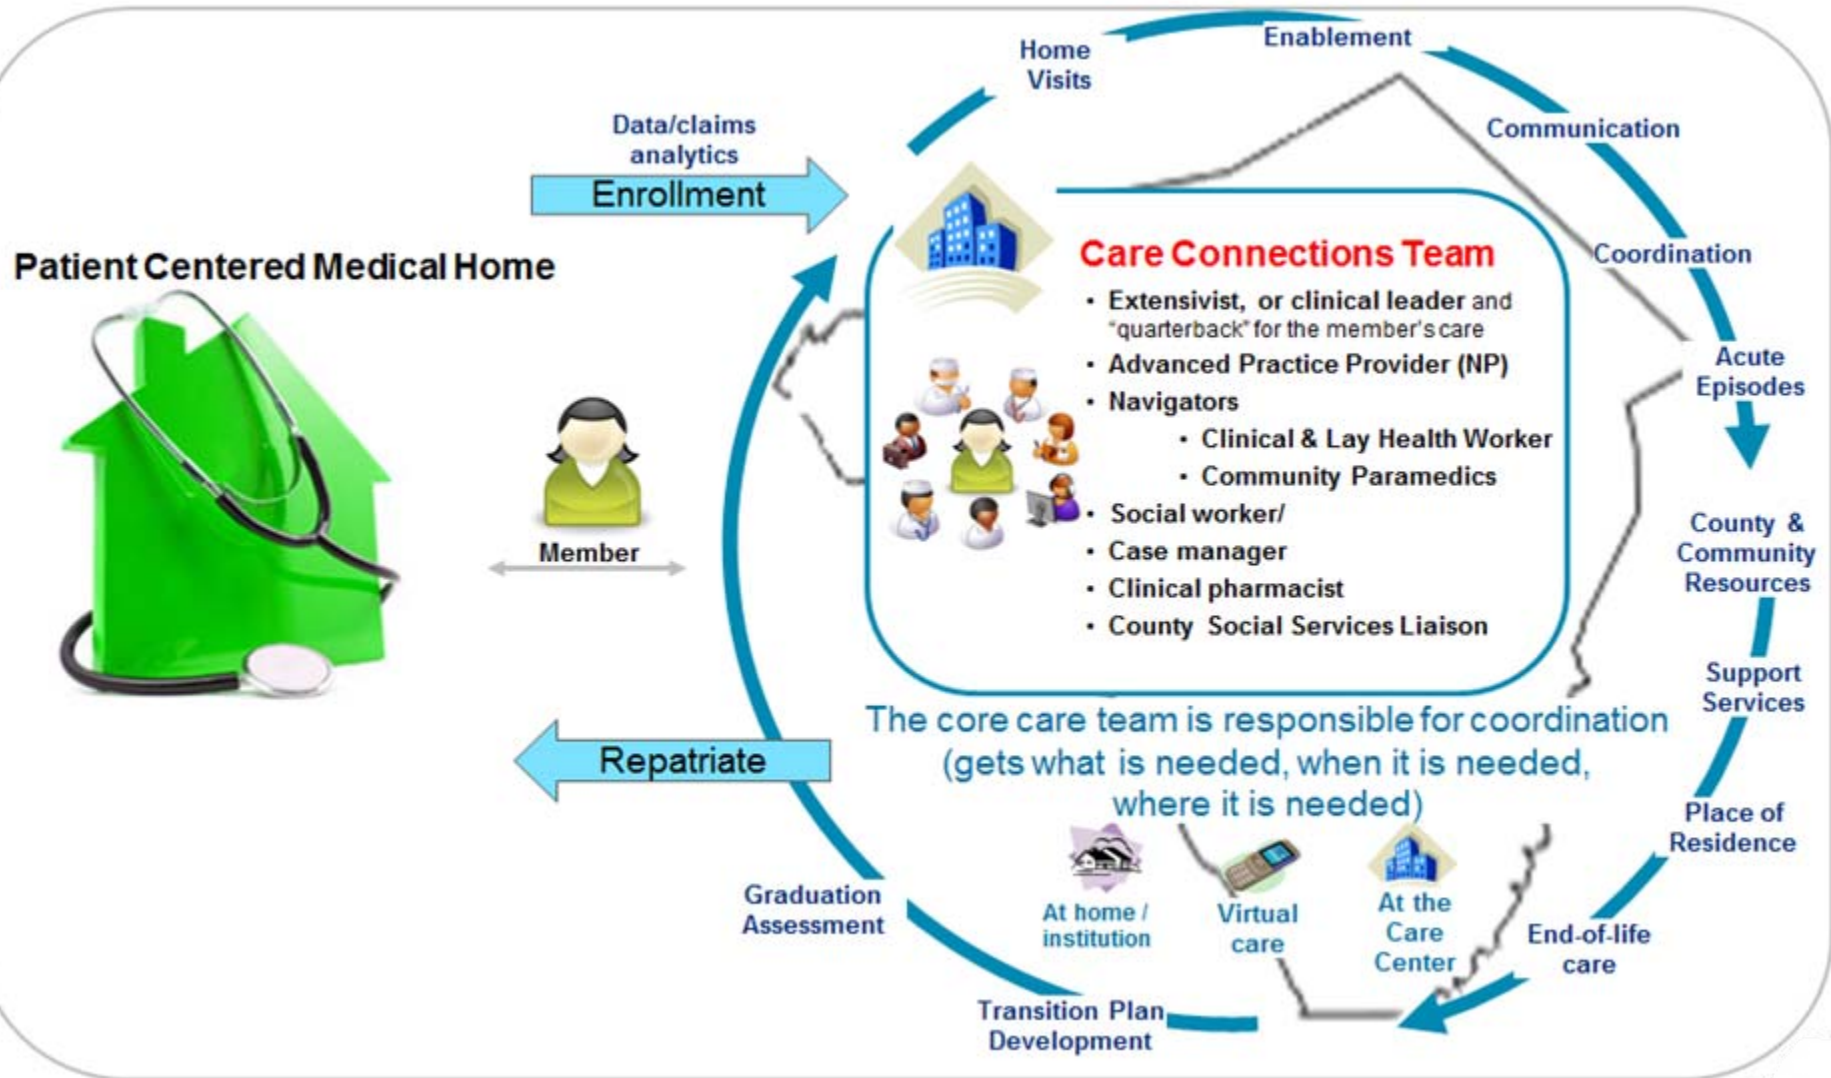 Patient Centered Medical Home
Data/claims
analytics
Enrollment
Member
Repatriate
Home
Visits
Enablement
Communication
Coordination
Acute
Episodes
County &
Community
Resources
Support
Services
Place of
Residence
End-of-life
care
Transition Plan
Development
Graduation
Assessment
Care Connections Team
• Extensivist, or clinical leader and
"quarterback" for the member's care
• Advanced Practice Provider (NP)
• Navigators
• Clinical & Lay Health Worker
• Community Paramedics
• Social worker/
• Case manager
• Clinical pharmacist
• County Social Services Liaison
The core care team is responsible for coordination
(gets what is needed, when it is needed,
where it is needed)
At home /
institution
Virtual
care
At the
Care
Center